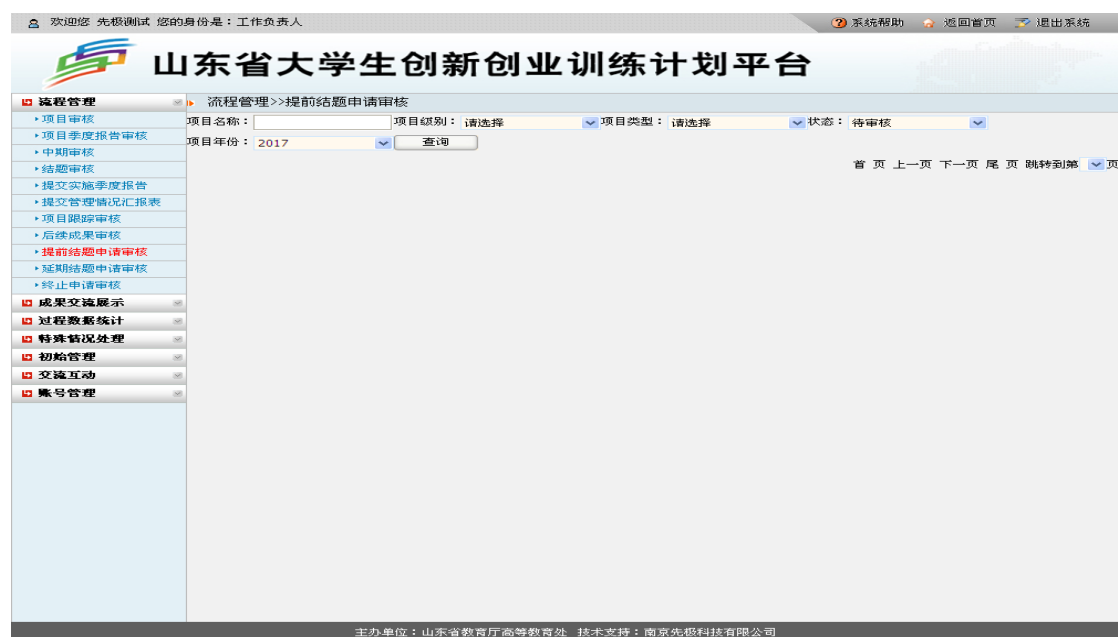 欢迎您 先极测试 您的身份是：工作负责人 系统帮助 返回首页 退出系统
山东省大学生创新创业训练计划平台
流程管理 流程管理>>提前结题申请审核
项目审核 项目名称： 项目级别： 请选择 项目类型： 请选择 状态： 待审核
项目季度报告审核 项目年份： 2017 查询
中期审核
结题审核 首 页 上一页 下一页 尾 页 跳转到第 页
提交实施季度报告
提交管理情况汇报表
项目跟踪审核
后续成果审核
提前结题申请审核
延期结题申请审核
终止申请审核
成果交流展示
过程数据统计
特殊情况处理
初始管理
交流互动
账号管理
主办单位：山东省教育厅高等教育处 技术支持：南京先极科技有限公司